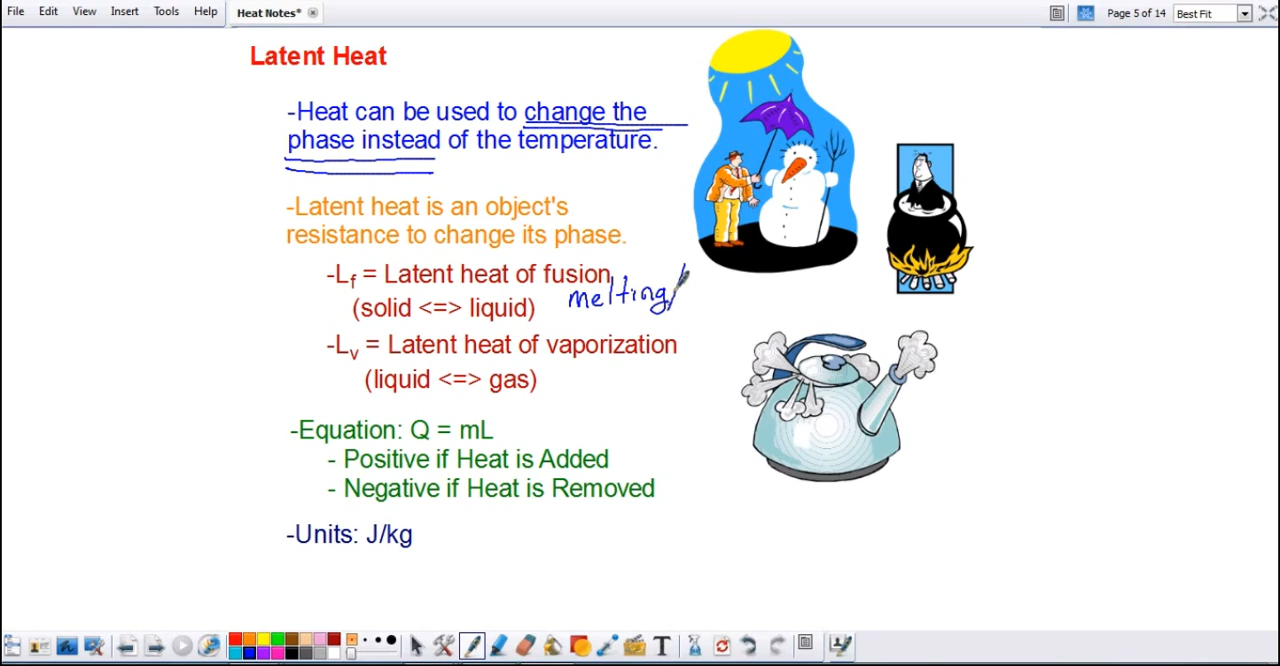 File Edit View Insert Tools Help Heat Notes* Page 5 of 14 Best Fit
Latent Heat
-Heat can be used to change the
phase instead of the temperature.
-Latent heat is an object's
resistance to change its phase.
-Lf = Latent heat of fusion
melting/
(solid <=> liquid)
-Lv = Latent heat of vaporization
(liquid <=> gas)
-Equation: Q = mL
- Positive if Heat is Added
- Negative if Heat is Removed
-Units: J/kg